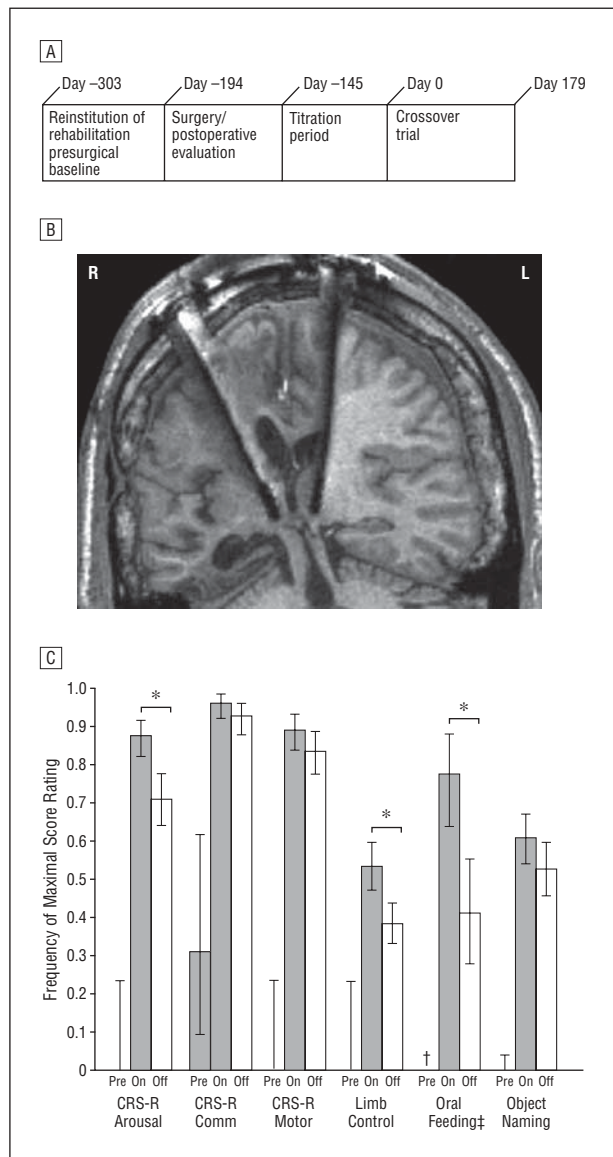 A
Day –303
Day –194
Day –145
Day 0
Day 179
Reinstitution of
rehabilitation
presurgical
baseline
Surgery/
postoperative
evaluation
Titration
period
Crossover
trial
B
R
L
C
Frequency of Maximal Score Rating
1.0
0.9
0.8
0.7
0.6
0.5
0.4
0.3
0.2
0.1
0
*
*
*
†
Pre On Off
Pre On Off
Pre On Off
Pre On Off
Pre On Off
Pre On Off
CRS-R
Arousal
CRS-R
Comm
CRS-R
Motor
Limb
Control
Oral
Feeding‡
Object
Naming